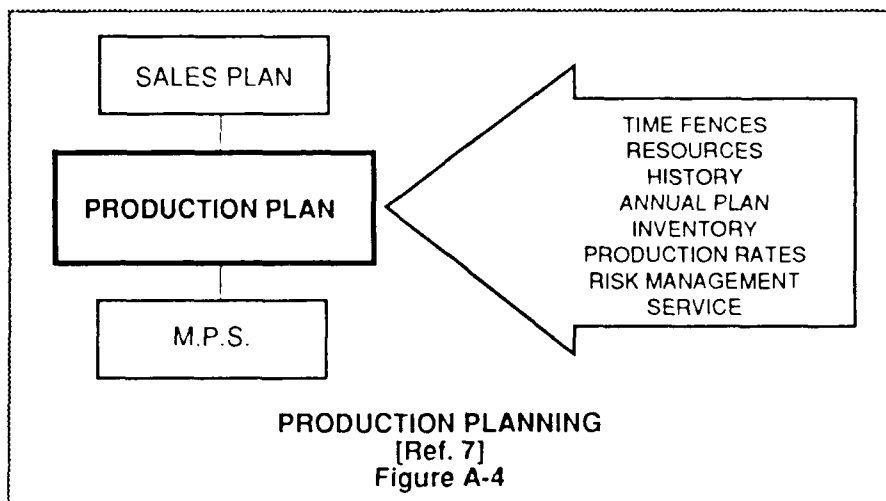 SALES PLAN
PRODUCTION PLAN
M.P.S.
TIME FENCES
RESOURCES
HISTORY
ANNUAL PLAN
INVENTORY
PRODUCTION RATES
RISK MANAGEMENT
SERVICE
PRODUCTION PLANNING
[Ref. 7]
Figure A-4